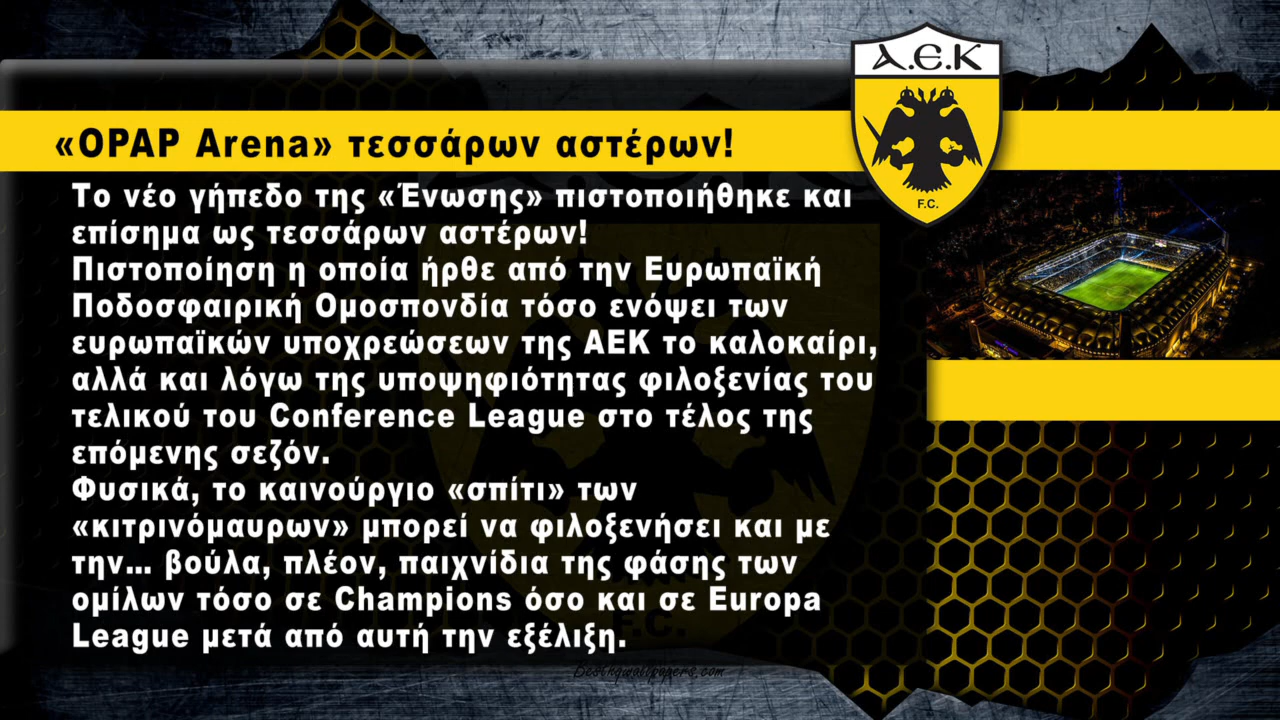 Α.Ε.Κ
F.C.
«OPAP Arena» τεσσάρων αστέρων!
Το νέο γήπεδο της «Ένωσης» πιστοποιήθηκε και
επίσημα ως τεσσάρων αστέρων!
Πιστοποίηση η οποία ήρθε από την Ευρωπαϊκή
Ποδοσφαιρική Ομοσπονδία τόσο ενόψει των
ευρωπαϊκών υποχρεώσεων της ΑΕΚ το καλοκαίρι,
αλλά και λόγω της υποψηφιότητας φιλοξενίας του
τελικού του Conference League στο τέλος της
επόμενης σεζόν.
Φυσικά, το καινούργιο «σπίτι» των
«κιτρινόμαυρων» μπορεί να φιλοξενήσει και με
την... βούλα, πλέον, παιχνίδια της φάσης των
ομίλων τόσο σε Champions όσο και σε Europa
League μετά από αυτή την εξέλιξη.
F.C.